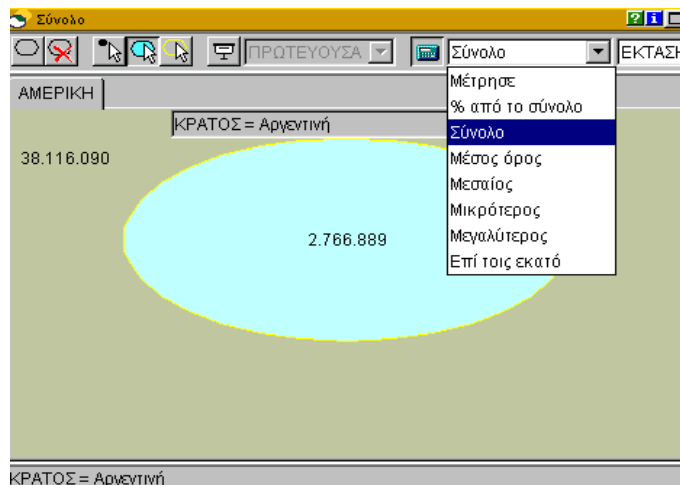 Σύνολο
ΠΡΩΤΕΥΟΥΣΑ Σύνολο ΕΚΤΑΣΗ
ΑΜΕΡΙΚΗ
ΚΡΑΤΟΣ = Αργεντινή
38.116.090
2.766.889
Μέτρησε
% από το σύνολο
Σύνολο
Μέσος όρος
Μεσαίος
Μικρότερος
Μεγαλύτερος
Επί τοις εκατό
ΚΡΑΤΟΣ = Αργεντινή